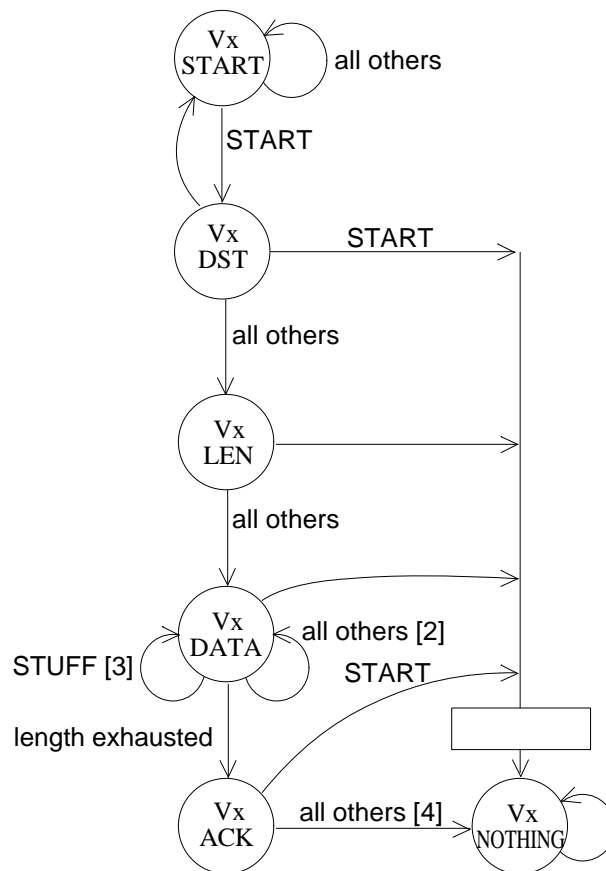 Vx
START
all others
START
Vx
DST
START
all others
Vx
LEN
all others
Vx
DATA
all others [2]
STUFF [3]
START
length exhausted
Vx
ACK
all others [4]
Vx
NOTHING